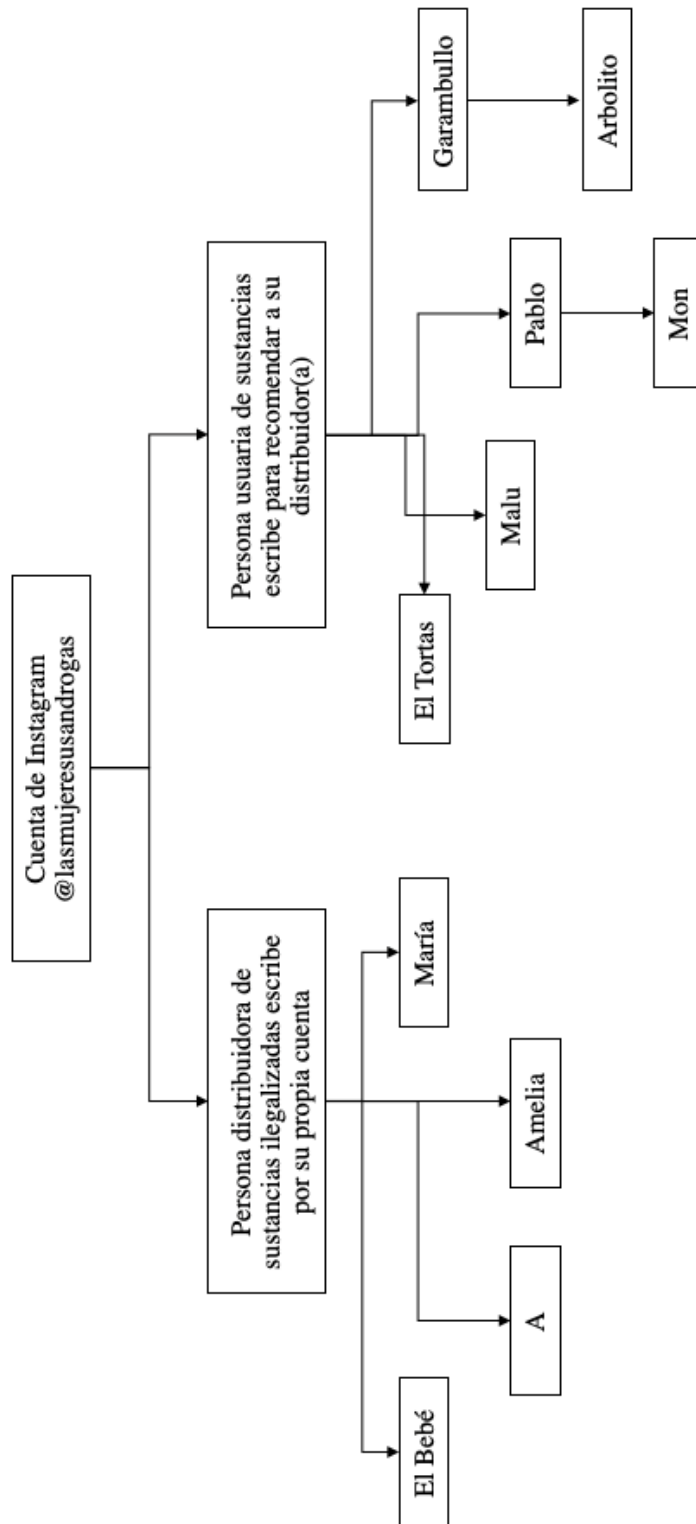 Cuenta de Instagram
@lasmujeresusandrogas
Persona distribuidora de
sustancias ilegalizadas escribe
por su propia cuenta
Persona usuaria de sustancias
escribe para recomendar a su
distribuidor(a)
El Bebé
María
El Tortas
Garambullo
A
Amelia
Malu
Pablo
Arbolito
Mon